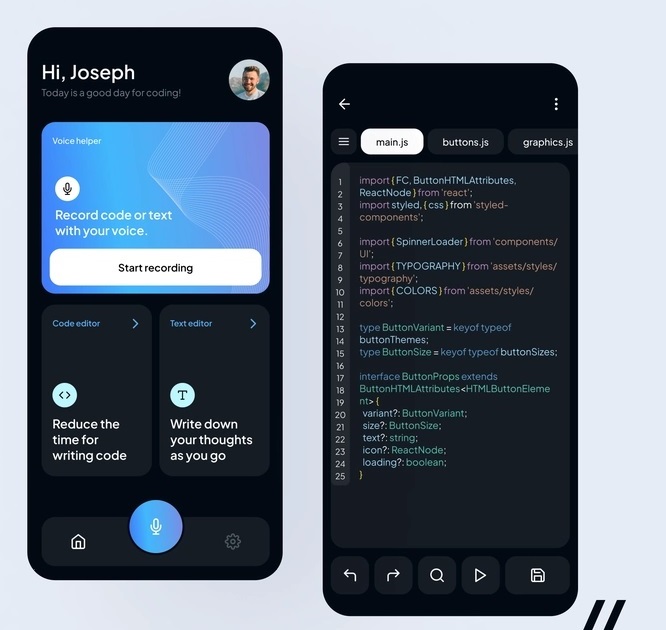 Hi, Joseph
Today is a good day for coding!
Voice helper
Record code or text
with your voice.
Start recording
Code editor
Reduce the
time for
writing code
Text editor
Write down
your thoughts
as you go
main.js
buttons.js
graphics.js
1 import { FC, ButtonHTMLAttributes,
2 ReactNode } from 'react';
3 import styled, { css } from 'styled-
4 components';
5
6 import { SpinnerLoader } from 'components/
7 UI';
8 import { TYPOGRAPHY } from 'assets/styles/
9 typography';
10 import { COLORS } from 'assets/styles/
11 colors';
12
13 type ButtonVariant = keyof typeof
14 buttonThemes;
15 type ButtonSize = keyof typeof buttonSizes;
16
17 interface ButtonProps extends
18 ButtonHTMLAttributes<HTMLButtonEleme
19 nt> {
20 variant?: ButtonVariant;
21 size?: ButtonSize;
22 text?: string;
23 icon?: ReactNode;
24 loading?: boolean;
25 }